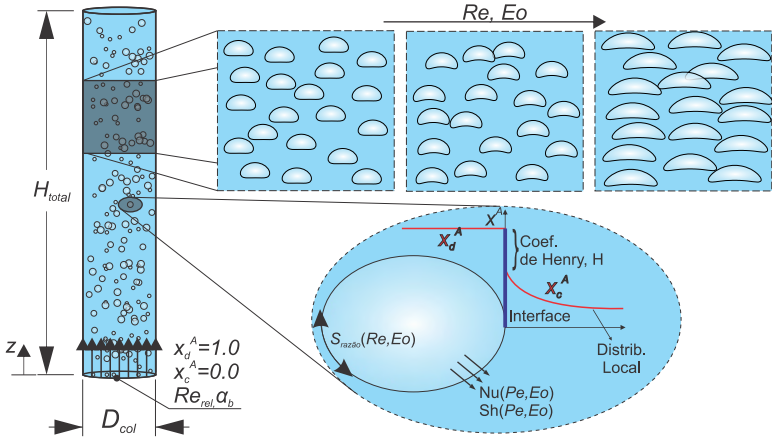 Re, Eo
H_total
z
x_d^A=1.0
x_c^A=0.0
Re_rel,α_b
D_col
X^A
X_d^A
Coef.
de Henry, H
X_c^A
Interface
S_razão(Re,Eo)
Distrib.
Local
Nu(Pe,Eo)
Sh(Pe,Eo)